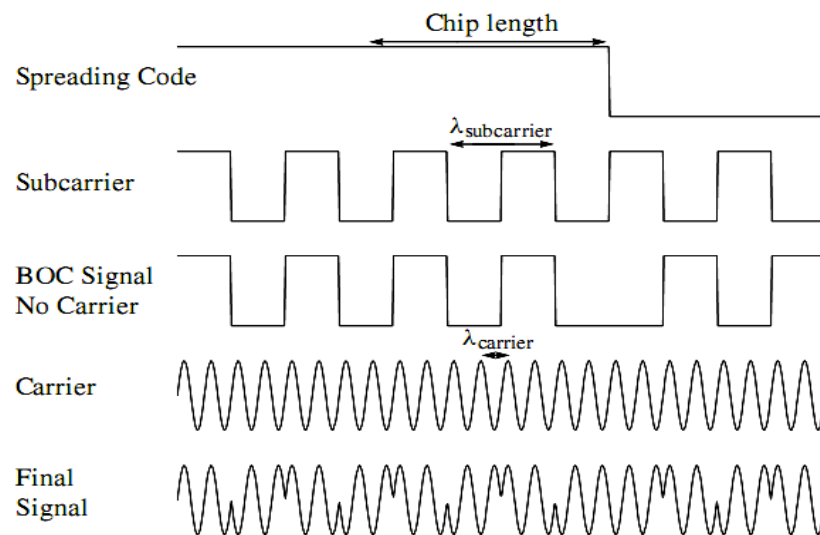 Chip length
Spreading Code
λsubcarrier
Subcarrier
BOC Signal
No Carrier
λcarrier
Carrier
Final
Signal